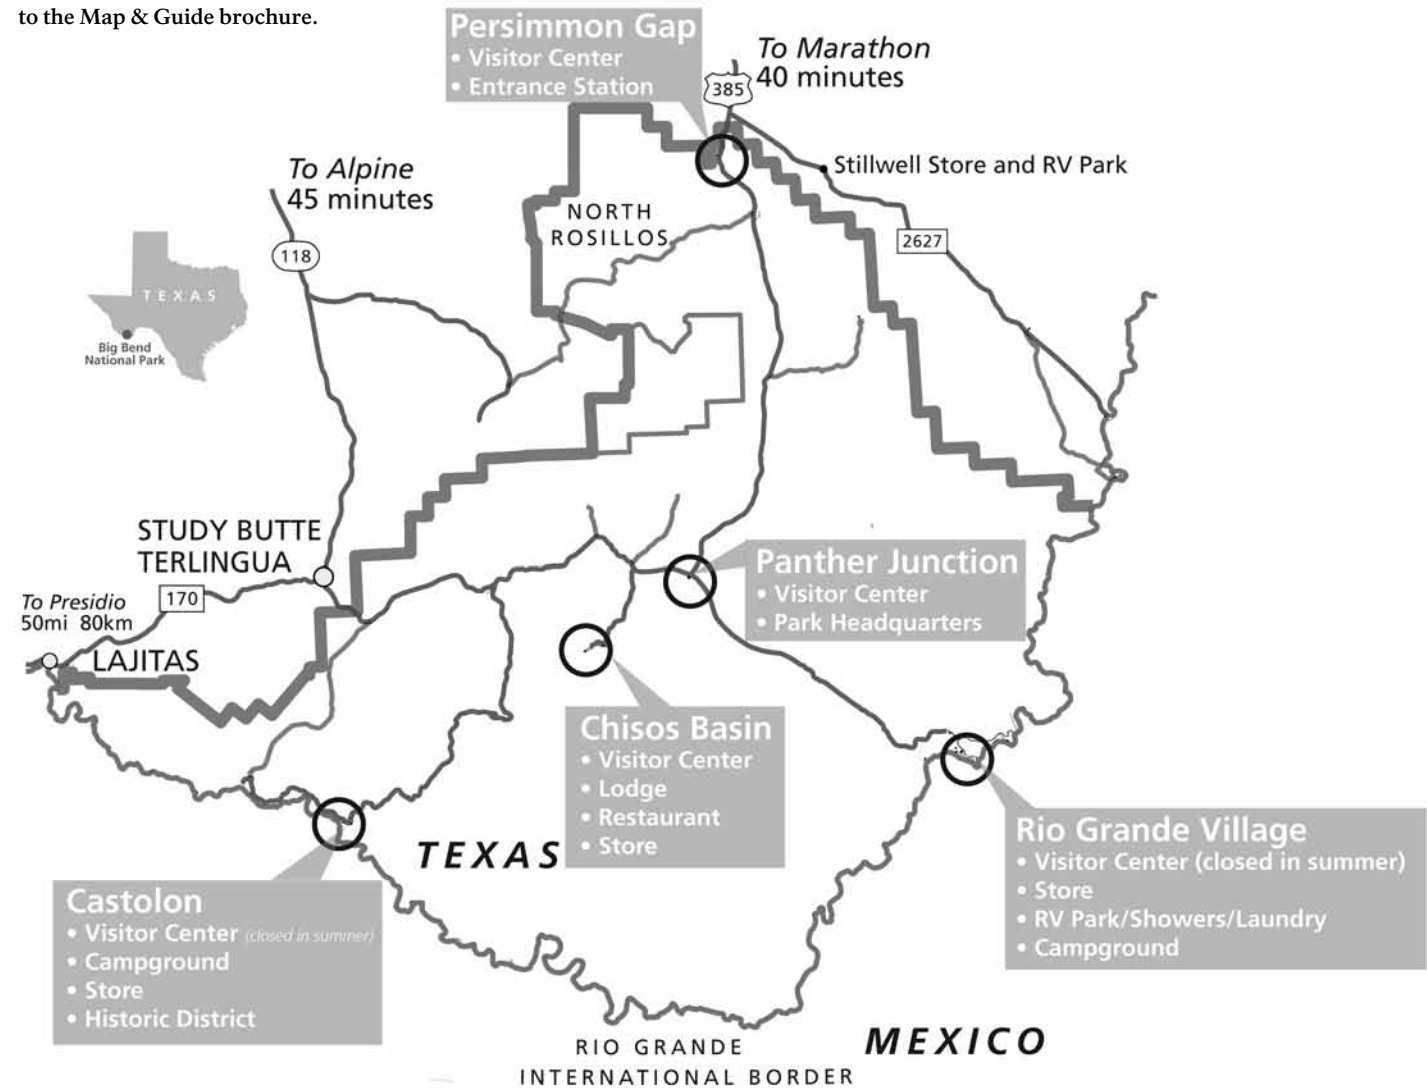 to the Map & Guide brochure.
Persimmon Gap
• Visitor Center
• Entrance Station
To Marathon
40 minutes
385
To Alpine
45 minutes
Stillwell Store and RV Park
NORTH
ROSILLOS
2627
118
TEXAS
Big Bend
National Park
STUDY BUTTE
TERLINGUA
Panther Junction
• Visitor Center
• Park Headquarters
170
To Presidio
50mi 80km
LAJITAS
Chisos Basin
• Visitor Center
• Lodge
• Restaurant
• Store
Rio Grande Village
• Visitor Center (closed in summer)
• Store
• RV Park/Showers/Laundry
• Campground
TEXAS
Castolon
• Visitor Center (closed in summer)
• Campground
• Store
• Historic District
MEXICO
RIO GRANDE
INTERNATIONAL BORDER